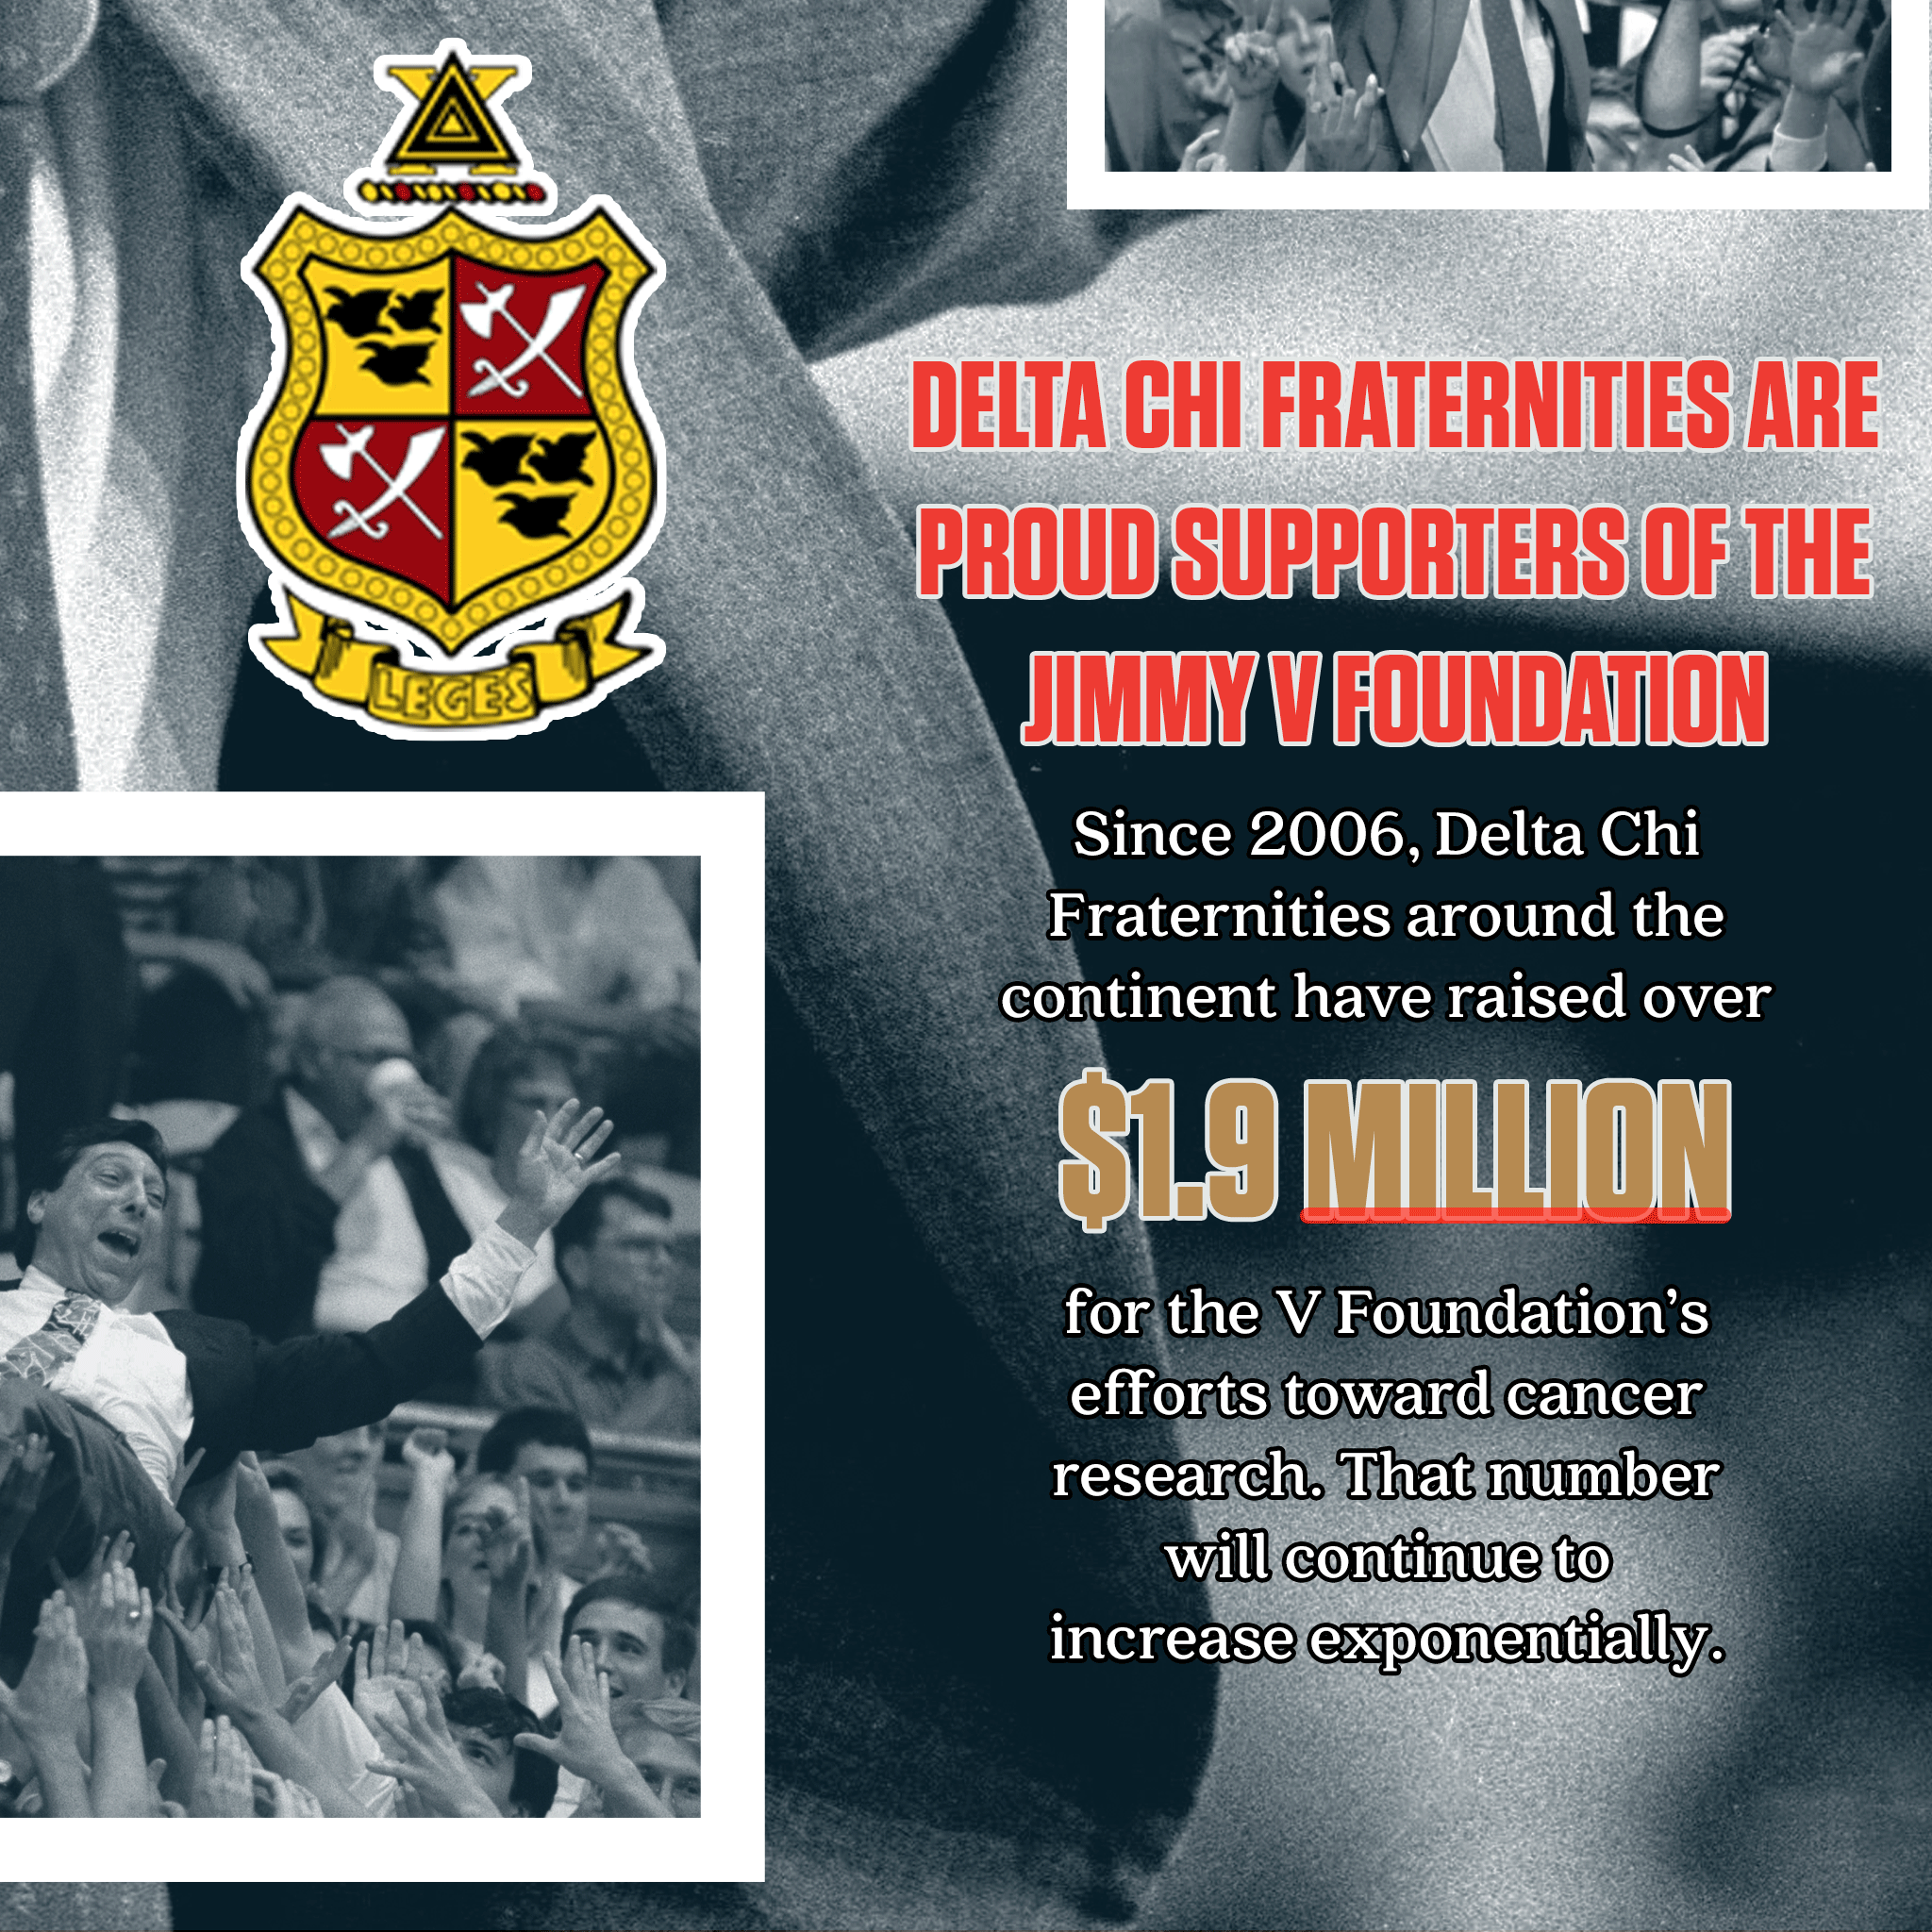 LEGES
DELTA CHI FRATERNITIES ARE
PROUD SUPPORTERS OF THE
JIMMY V FOUNDATION
Since 2006, Delta Chi
Fraternities around the
continent have raised over
$1.9 MILLION
for the V Foundation’s
efforts toward cancer
research. That number
will continue to
increase exponentially.